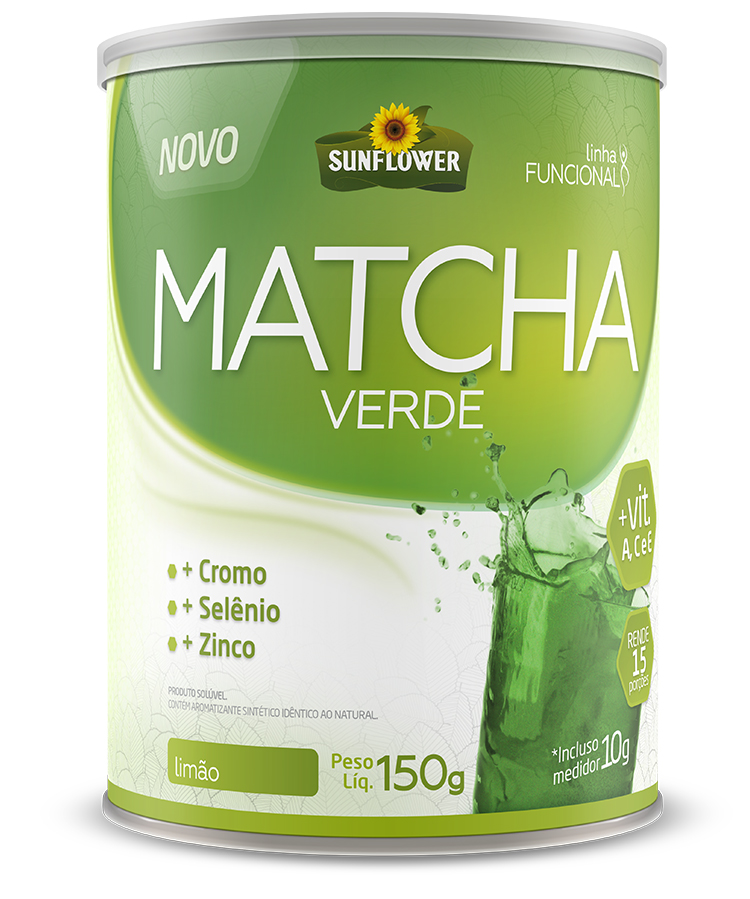 NOVO
SUNFLOWER
linha
FUNCIONAL
MATCHA
VERDE
+vit.
A, C e E
+ Cromo
+ Selênio
+ Zinco
RENDE
15
porções
PRODUTO SOLÚVEL.
CONTÉM AROMATIZANTE SINTÉTICO IDÊNTICO AO NATURAL.
limão
Peso
Líq. 150g
*Incluso
medidor 10g